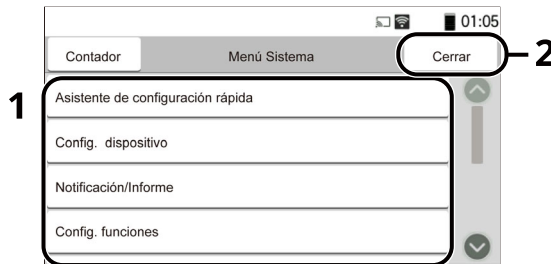 01:05
Contador Menú Sistema Cerrar 2
1
Asistente de configuración rápida
Config. dispositivo
Notificación/Informe
Config. funciones